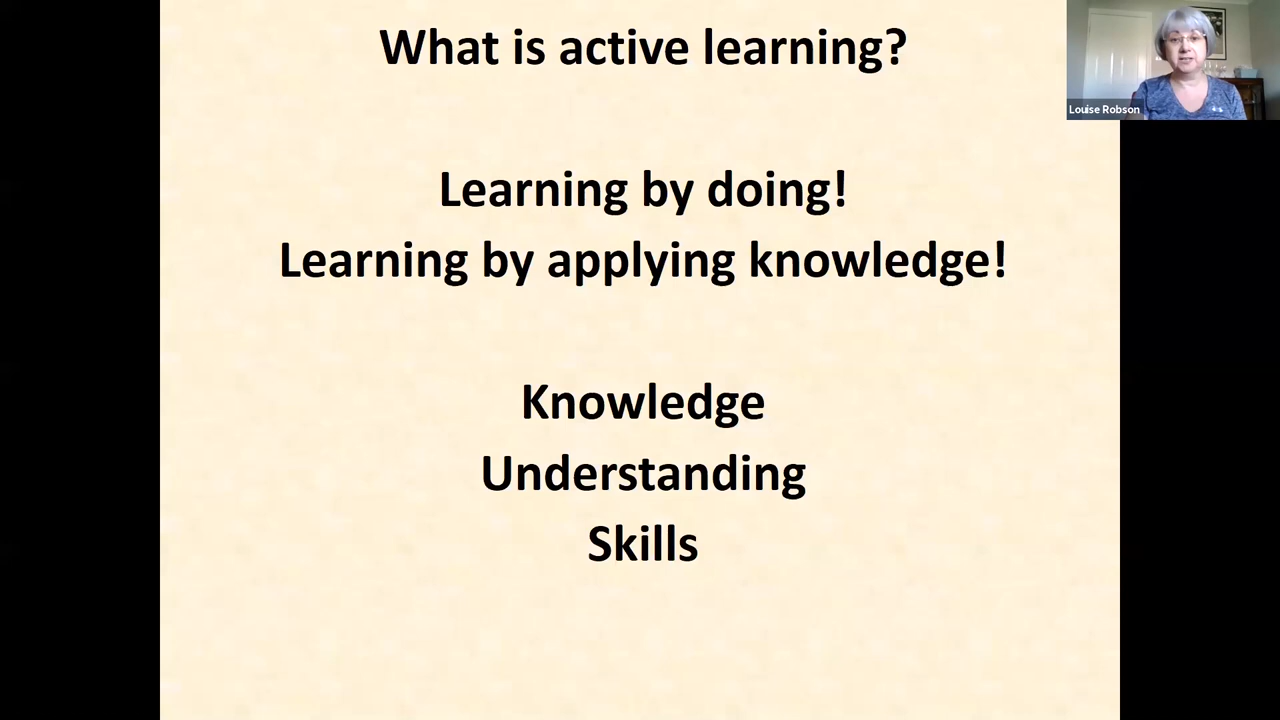 What is active learning?
Louise Robson
Learning by doing!
Learning by applying knowledge!
Knowledge
Understanding
Skills